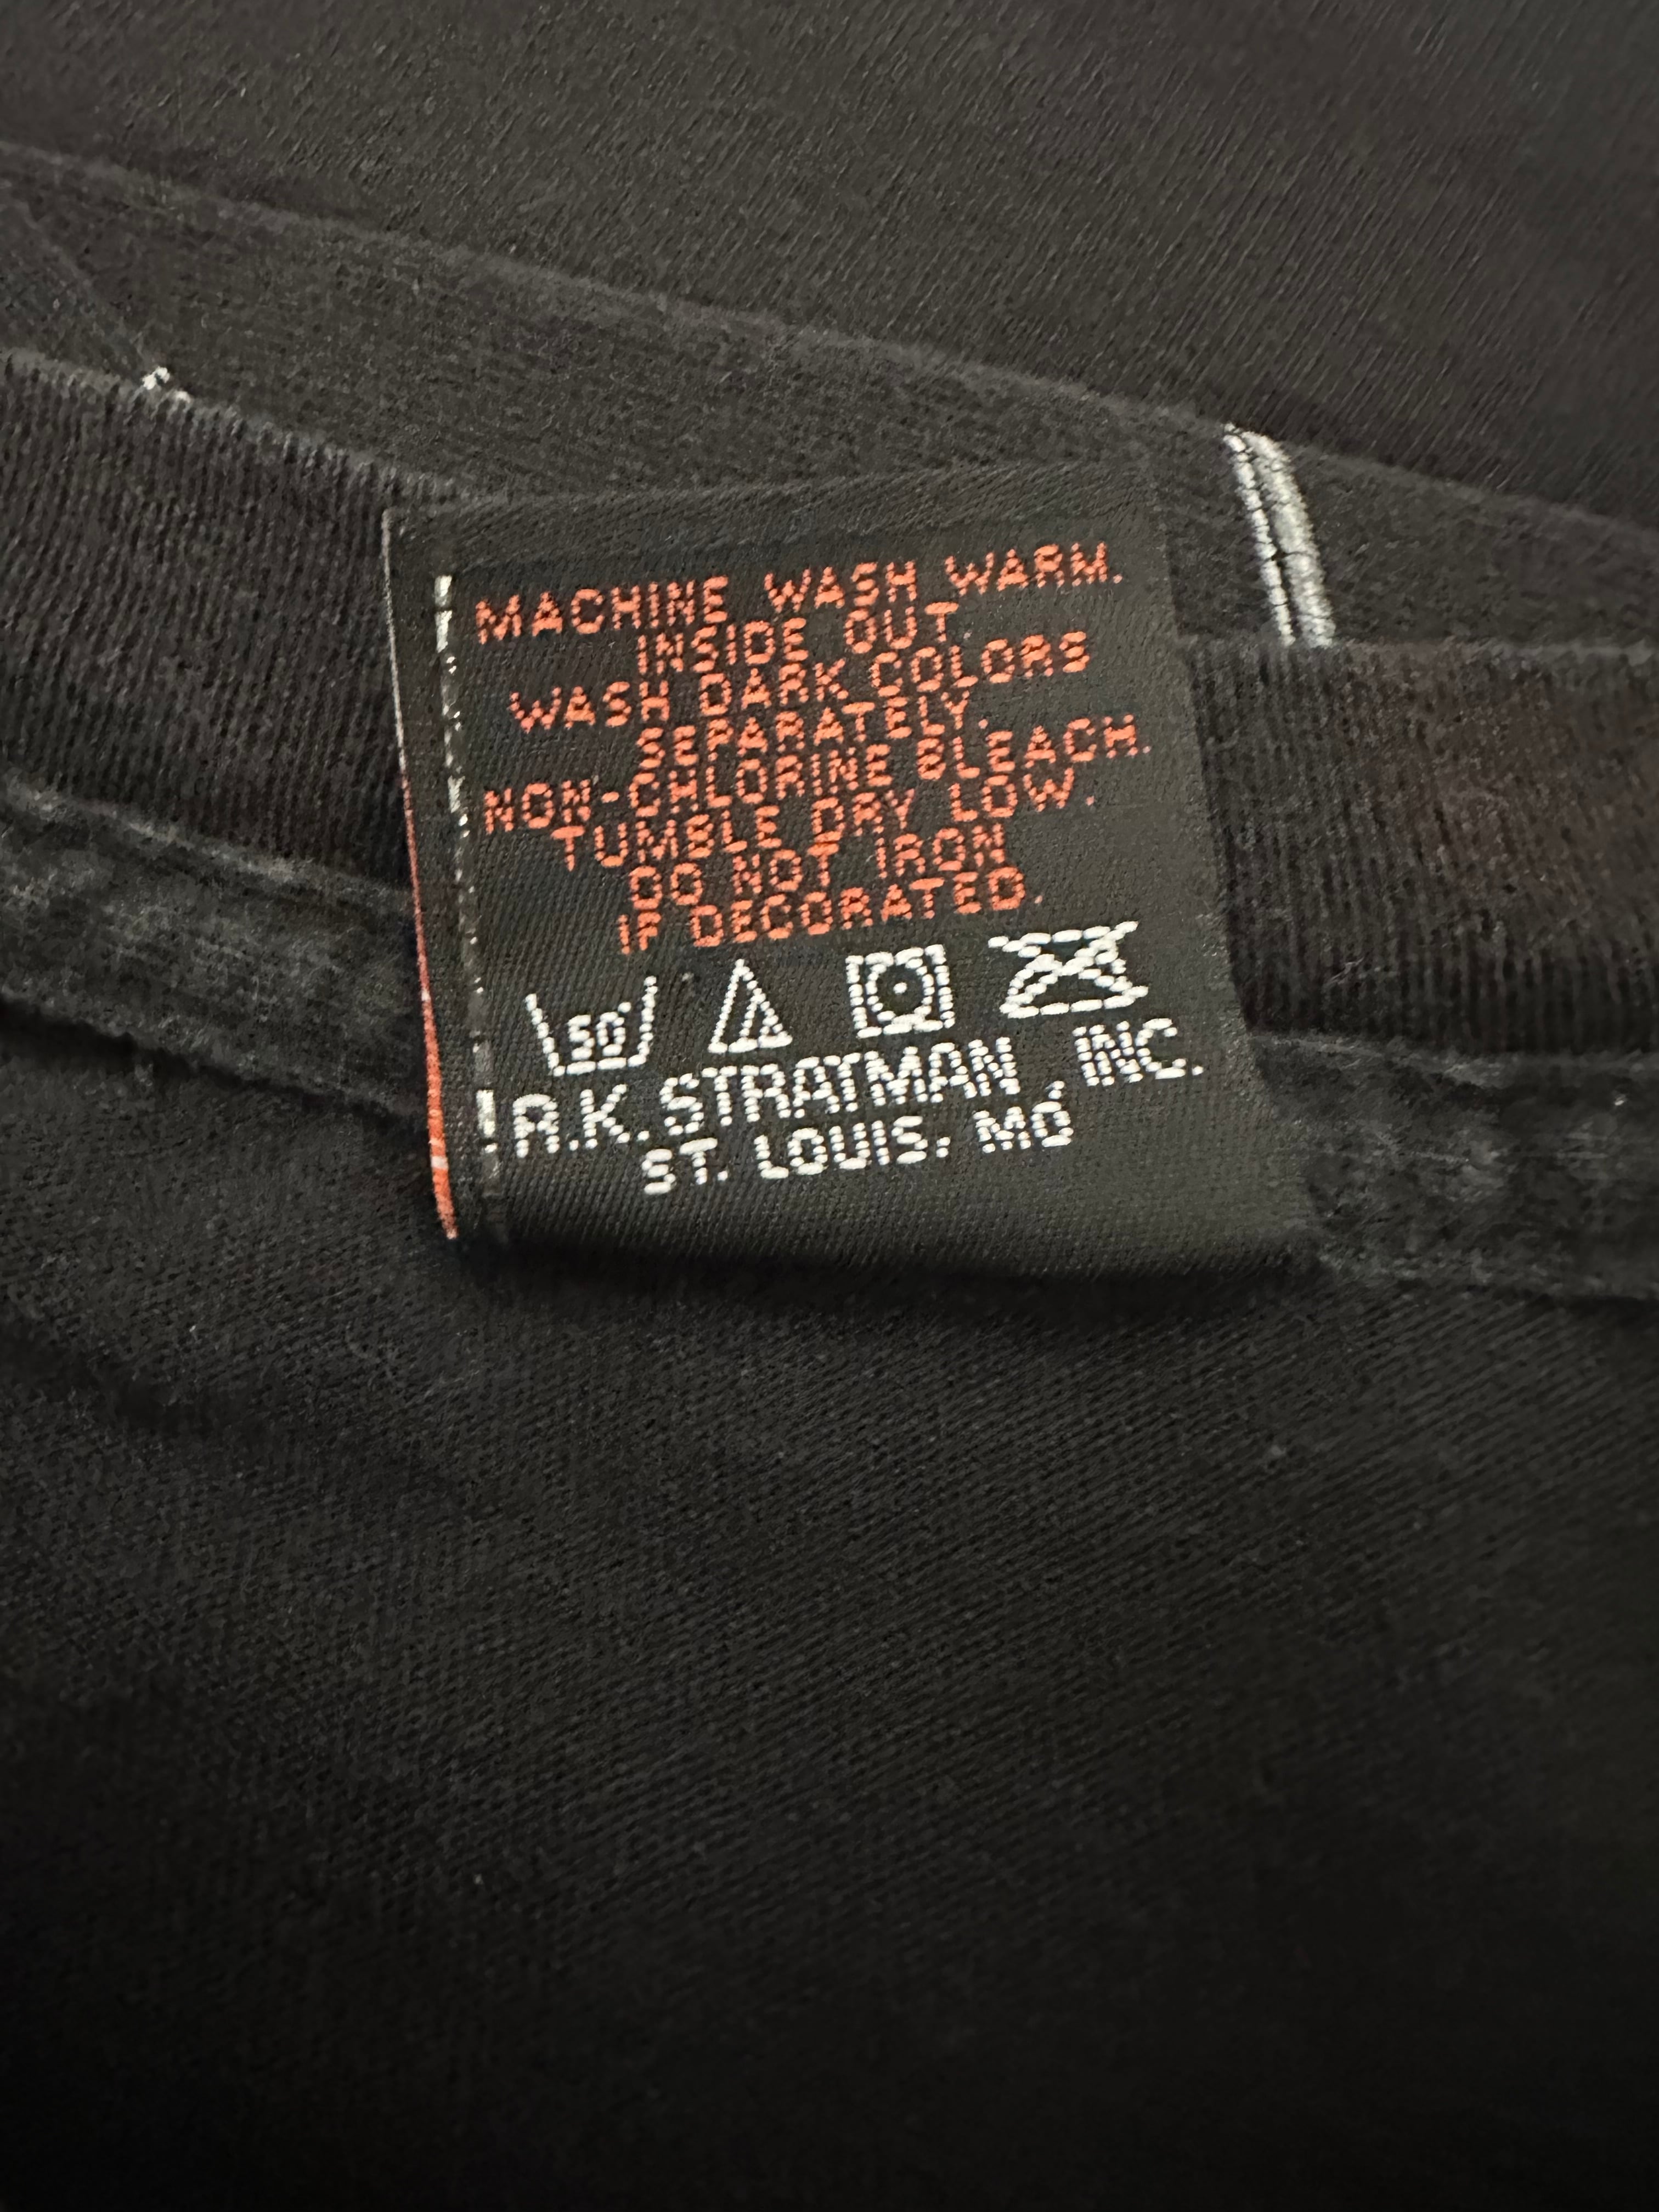 MACHINE WASH WARM.
INSIDE OUT
WASH DARK COLORS
SEPARATELY.
NON-CHLORINE BLEACH.
TUMBLE DRY LOW.
DO NOT IRON
IF DECORATED.
50
R.K. STRATMAN, INC.
ST. LOUIS, MO